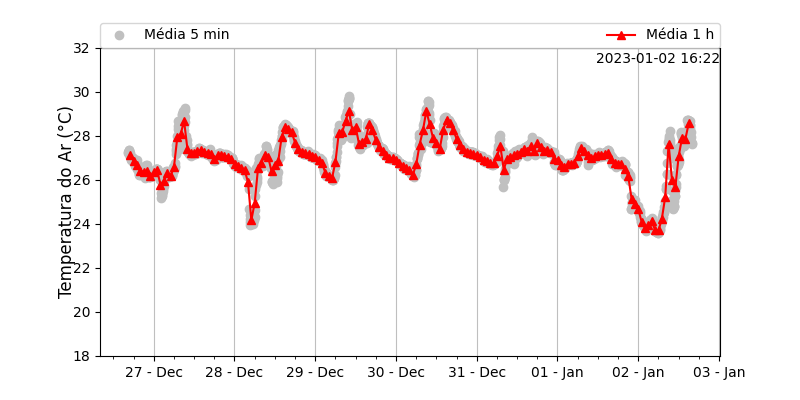 Média 5 min
Média 1 h
2023-01-02 16:22
Temperatura do Ar (°C)
32
30
28
26
24
22
20
18
27 - Dec
28 - Dec
29 - Dec
30 - Dec
31 - Dec
01 - Jan
02 - Jan
03 - Jan